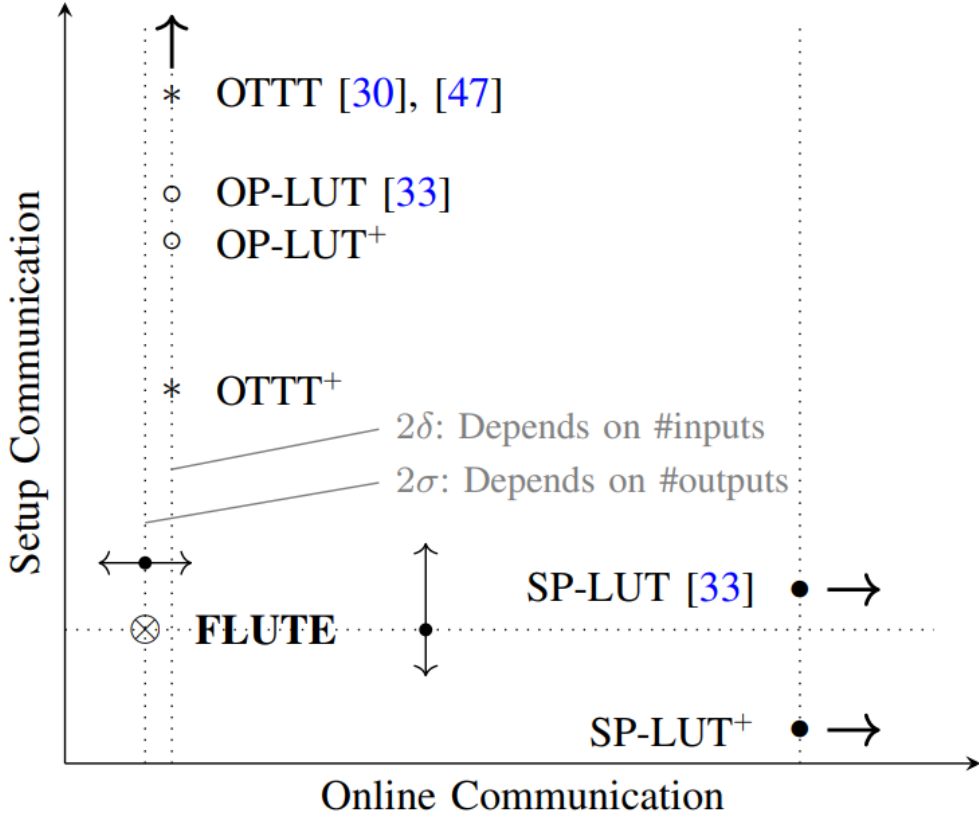 OTTT [30], [47]
OP-LUT [33]
OP-LUT⁺
OTTT⁺
2δ: Depends on #inputs
2σ: Depends on #outputs
SP-LUT [33]
FLUTE
SP-LUT⁺
Setup Communication
Online Communication